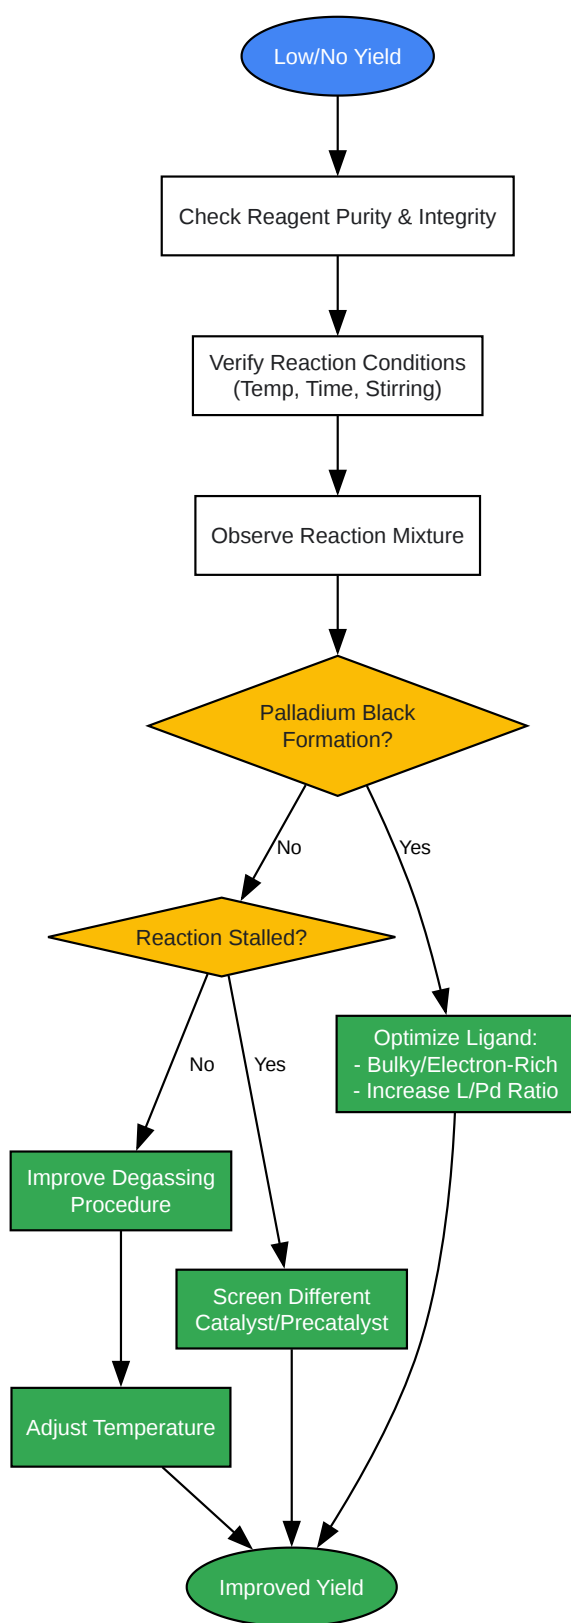 Low/No Yield
Check Reagent Purity & Integrity
Verify Reaction Conditions
(Temp, Time, Stirring)
Observe Reaction Mixture
Palladium Black
Formation?
No
Yes
Reaction Stalled?
Optimize Ligand:
- Bulky/Electron-Rich
- Increase L/Pd Ratio
No
Yes
Improve Degassing
Procedure
Screen Different
Catalyst/Precatalyst
Adjust Temperature
Improved Yield